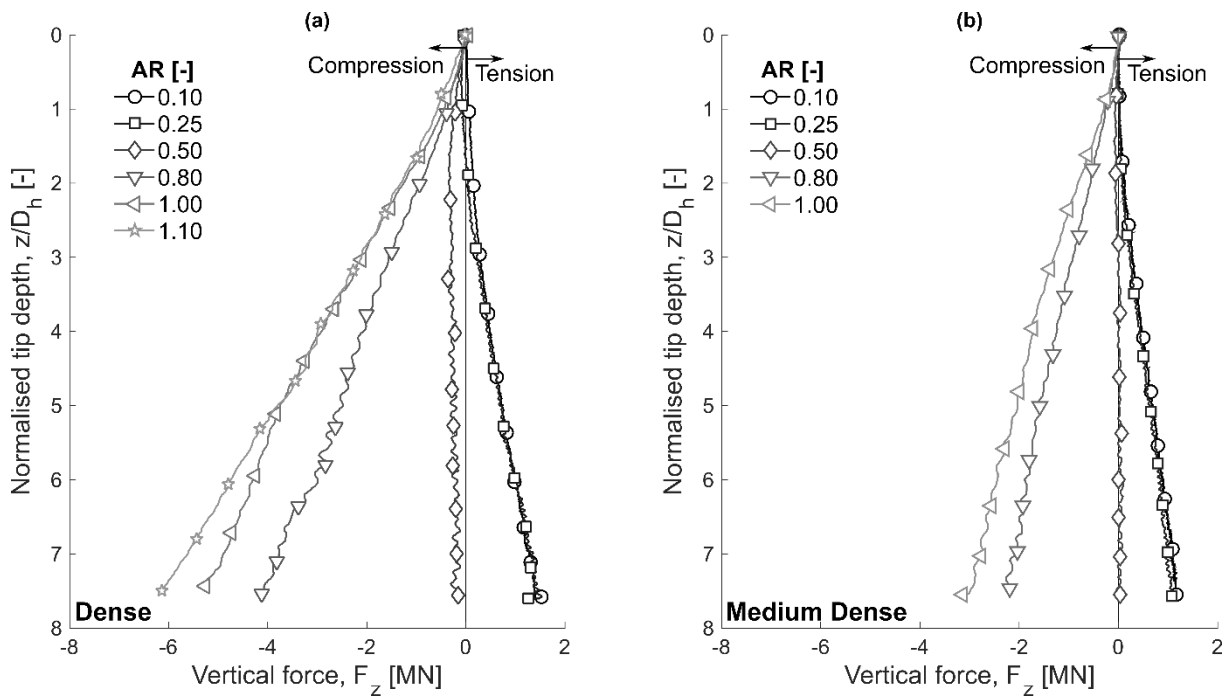 (a)
Compression
Tension
AR [-]
0.10
0.25
0.50
0.80
1.00
1.10
0
1
2
3
4
5
6
7
8
Normalised tip depth, z/D_h [-]
Dense
-8
-6
-4
-2
0
2
Vertical force, F_z [MN]
(b)
Compression
Tension
AR [-]
0.10
0.25
0.50
0.80
1.00
0
1
2
3
4
5
6
7
8
Normalised tip depth, z/D_h [-]
Medium Dense
-8
-6
-4
-2
0
2
Vertical force, F_z [MN]